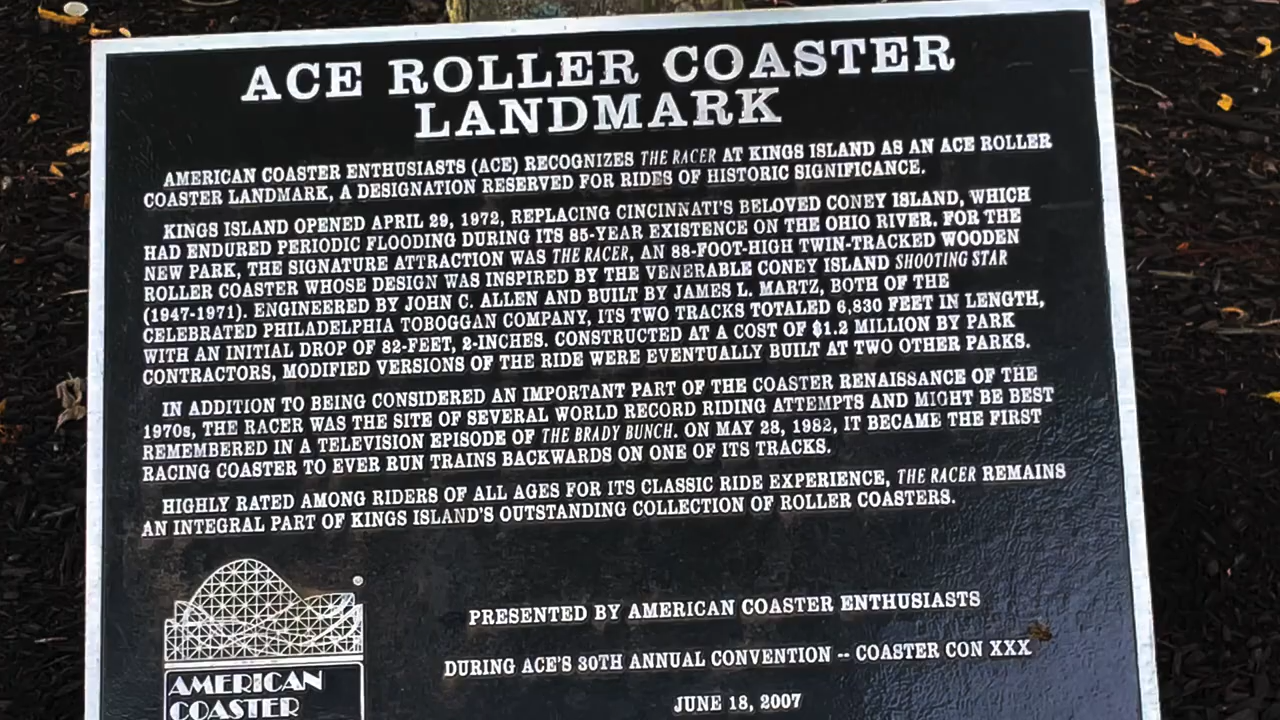 ACE ROLLER COASTER
LANDMARK
AMERICAN COASTER ENTHUSIASTS (ACE) RECOGNIZES THE RACER AT KINGS ISLAND AS AN ACE ROLLER
COASTER LANDMARK, A DESIGNATION RESERVED FOR RIDES OF HISTORIC SIGNIFICANCE.
KINGS ISLAND OPENED APRIL 29, 1972, REPLACING CINCINNATI'S BELOVED CONEY ISLAND, WHICH
HAD ENDURED PERIODIC FLOODING DURING ITS 85-YEAR EXISTENCE ON THE OHIO RIVER. FOR THE
NEW PARK, THE SIGNATURE ATTRACTION WAS THE RACER, AN 88-FOOT-HIGH TWIN-TRACKED WOODEN
ROLLER COASTER WHOSE DESIGN WAS INSPIRED BY THE VENERABLE CONEY ISLAND SHOOTING STAR
(1947-1971). ENGINEERED BY JOHN C. ALLEN AND BUILT BY JAMES L. MARTZ, BOTH OF THE
CELEBRATED PHILADELPHIA TOBOGGAN COMPANY, ITS TWO TRACKS TOTALED 6,830 FEET IN LENGTH,
WITH AN INITIAL DROP OF 82-FEET, 2-INCHES. CONSTRUCTED AT A COST OF $1.2 MILLION BY PARK
CONTRACTORS, MODIFIED VERSIONS OF THE RIDE WERE EVENTUALLY BUILT AT TWO OTHER PARKS.
IN ADDITION TO BEING CONSIDERED AN IMPORTANT PART OF THE COASTER RENAISSANCE OF THE
1970s, THE RACER WAS THE SITE OF SEVERAL WORLD RECORD RIDING ATTEMPTS AND MIGHT BE BEST
REMEMBERED IN A TELEVISION EPISODE OF THE BRADY BUNCH. ON MAY 28, 1982, IT BECAME THE FIRST
RACING COASTER TO EVER RUN TRAINS BACKWARDS ON ONE OF ITS TRACKS.
HIGHLY RATED AMONG RIDERS OF ALL AGES FOR ITS CLASSIC RIDE EXPERIENCE, THE RACER REMAINS
AN INTEGRAL PART OF KINGS ISLAND'S OUTSTANDING COLLECTION OF ROLLER COASTERS.
PRESENTED BY AMERICAN COASTER ENTHUSIASTS
DURING ACE'S 30TH ANNUAL CONVENTION -- COASTER CON XXX
JUNE 18, 2007
®
AMERICAN
COASTER